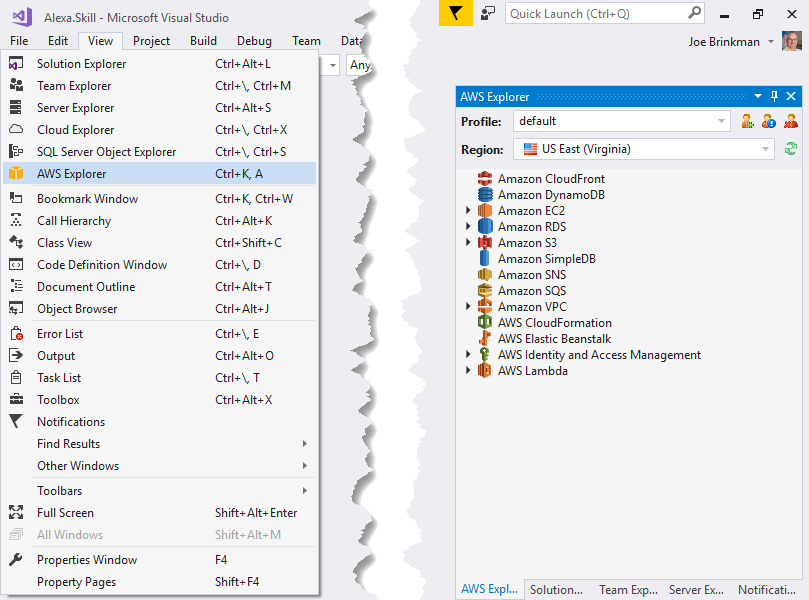 Alexa.Skill - Microsoft Visual Studio
File Edit View Project Build Debug Team Data
Any
Solution Explorer Ctrl+Alt+L
Team Explorer Ctrl+\, Ctrl+M
Server Explorer Ctrl+Alt+S
Cloud Explorer Ctrl+\, Ctrl+X
SQL Server Object Explorer Ctrl+\, Ctrl+S
AWS Explorer Ctrl+K, A
Bookmark Window Ctrl+K, Ctrl+W
Call Hierarchy Ctrl+Alt+K
Class View Ctrl+Shift+C
Code Definition Window Ctrl+\, D
Document Outline Ctrl+Alt+T
Object Browser Ctrl+Alt+J
Error List Ctrl+\, E
Output Ctrl+Alt+O
Task List Ctrl+\, T
Toolbox Ctrl+Alt+X
Notifications
Find Results
Other Windows
Toolbars
Full Screen Shift+Alt+Enter
All Windows Shift+Alt+M
Properties Window F4
Property Pages Shift+F4
Quick Launch (Ctrl+Q)
Joe Brinkman
AWS Explorer
Profile: default
Region: US East (Virginia)
Amazon CloudFront
Amazon DynamoDB
Amazon EC2
Amazon RDS
Amazon S3
Amazon SimpleDB
Amazon SNS
Amazon SQS
Amazon VPC
AWS CloudFormation
AWS Elastic Beanstalk
AWS Identity and Access Management
AWS Lambda
AWS Expl... Solution... Team Exp... Server Ex... Notificati...